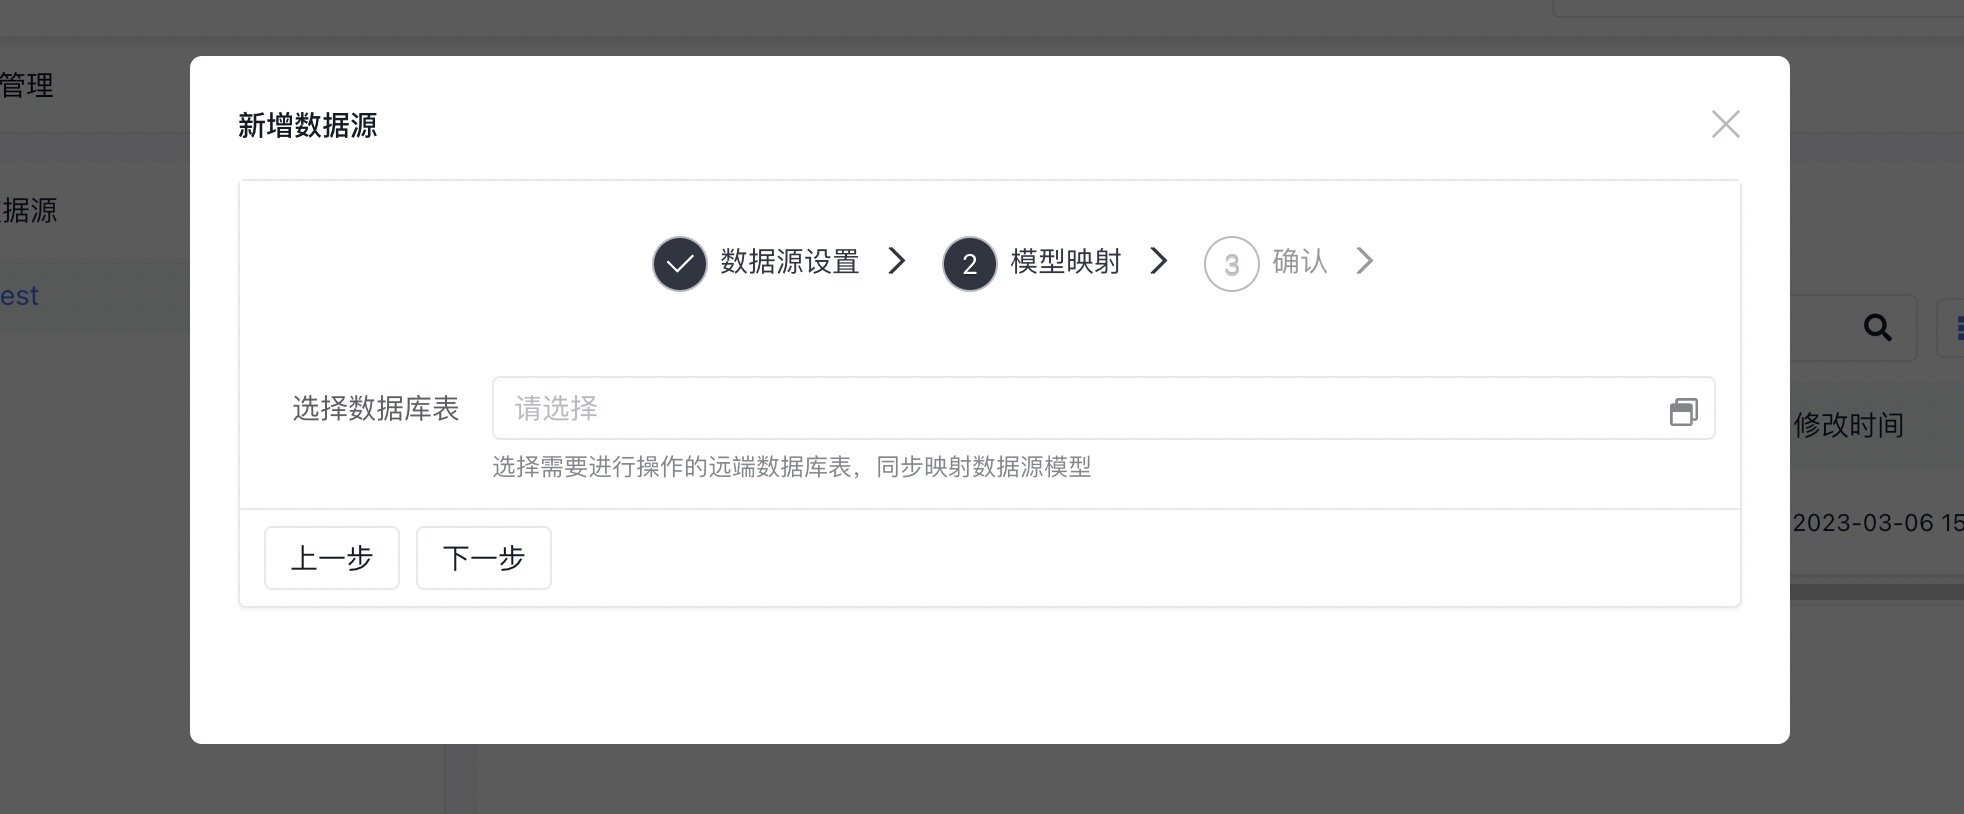 管理
新增数据源
据源
数据源设置
2 模型映射
3 确认
est
选择数据库表 请选择
修改时间
选择需要进行操作的远端数据库表，同步映射数据源模型
2023-03-06 15
上一步 下一步